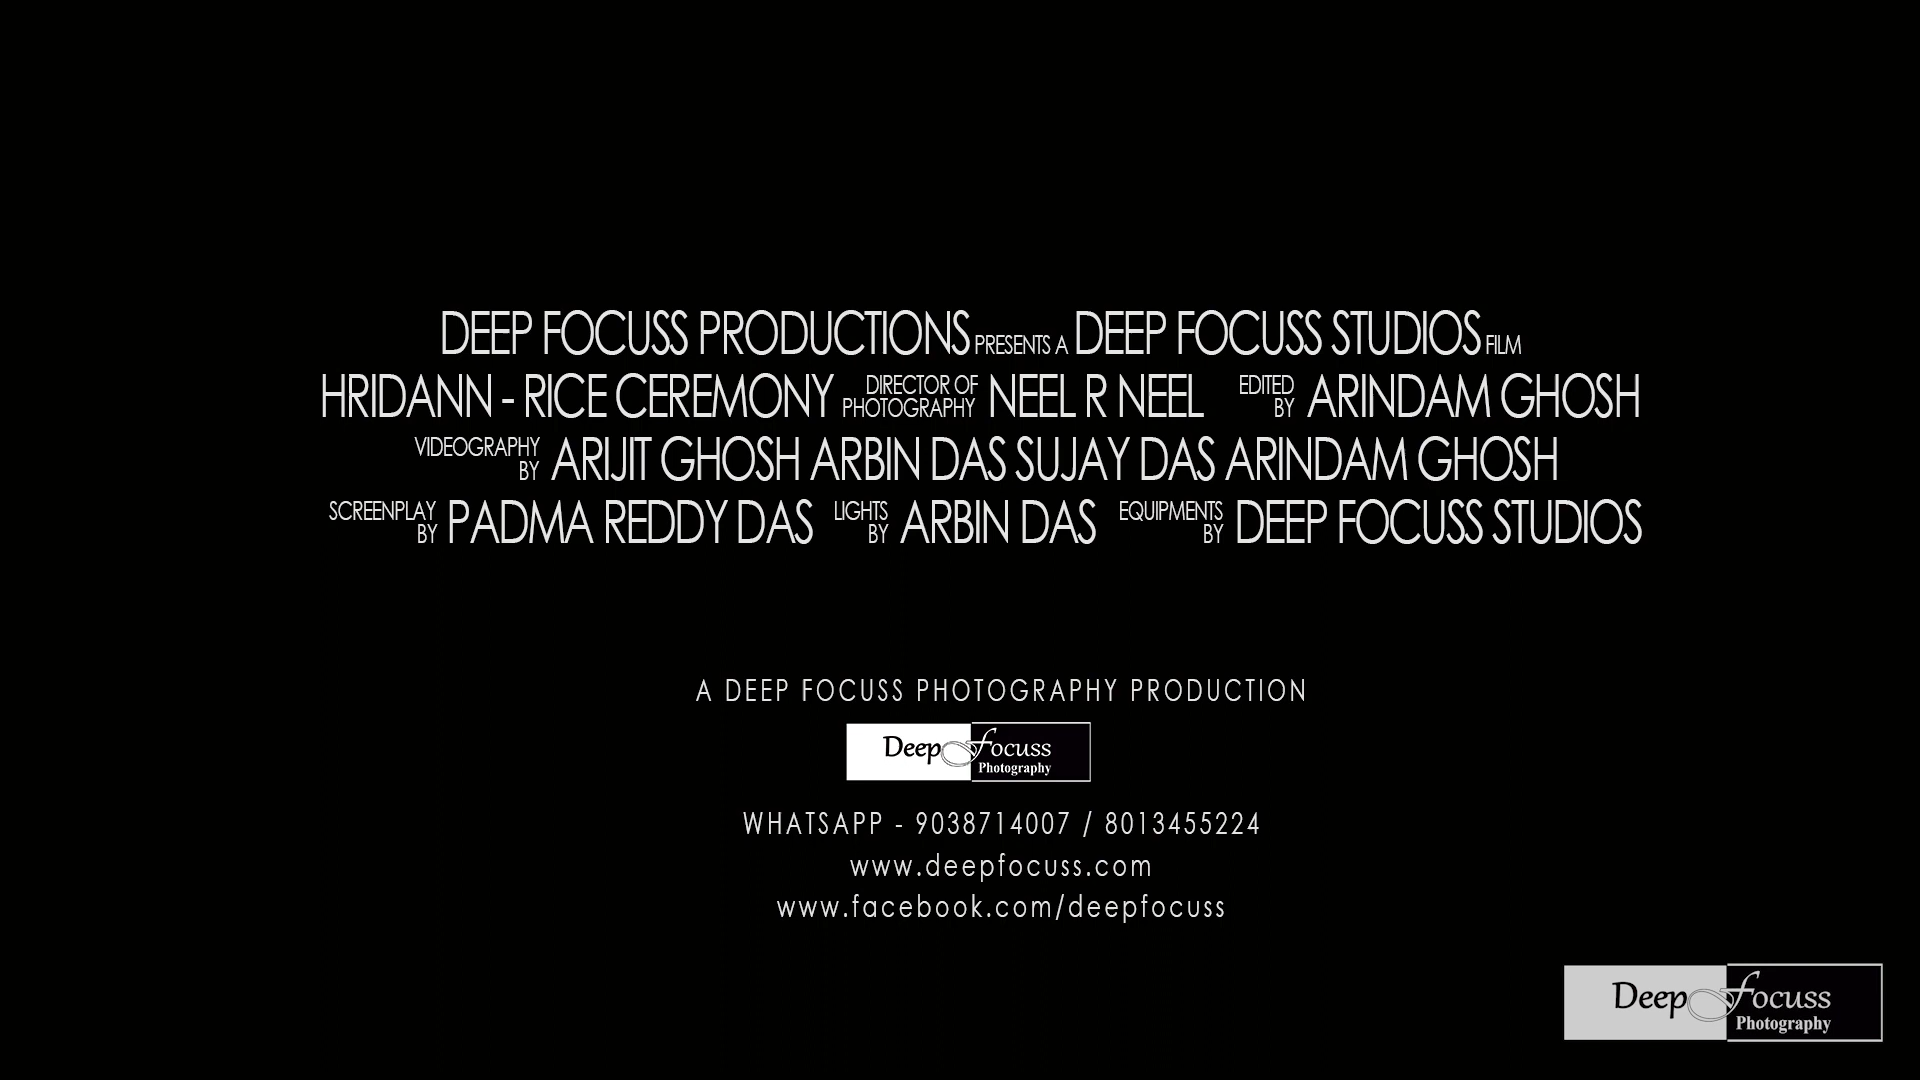 DEEP FOCUSS PRODUCTIONS PRESENTS A DEEP FOCUSS STUDIOS FILM
HRIDANN - RICE CEREMONY DIRECTOR OF PHOTOGRAPHY NEEL R NEEL EDITED BY ARINDAM GHOSH
VIDEOGRAPHY BY ARIJIT GHOSH ARBIN DAS SUJAY DAS ARINDAM GHOSH
SCREENPLAY BY PADMA REDDY DAS LIGHTS BY ARBIN DAS EQUIPMENTS BY DEEP FOCUSS STUDIOS
A DEEP FOCUSS PHOTOGRAPHY PRODUCTION
Deep Focuss
Photography
WHATSAPP - 9038714007 / 8013455224
www.deepfocuss.com
www.facebook.com/deepfocuss
Deep Focuss
Photography